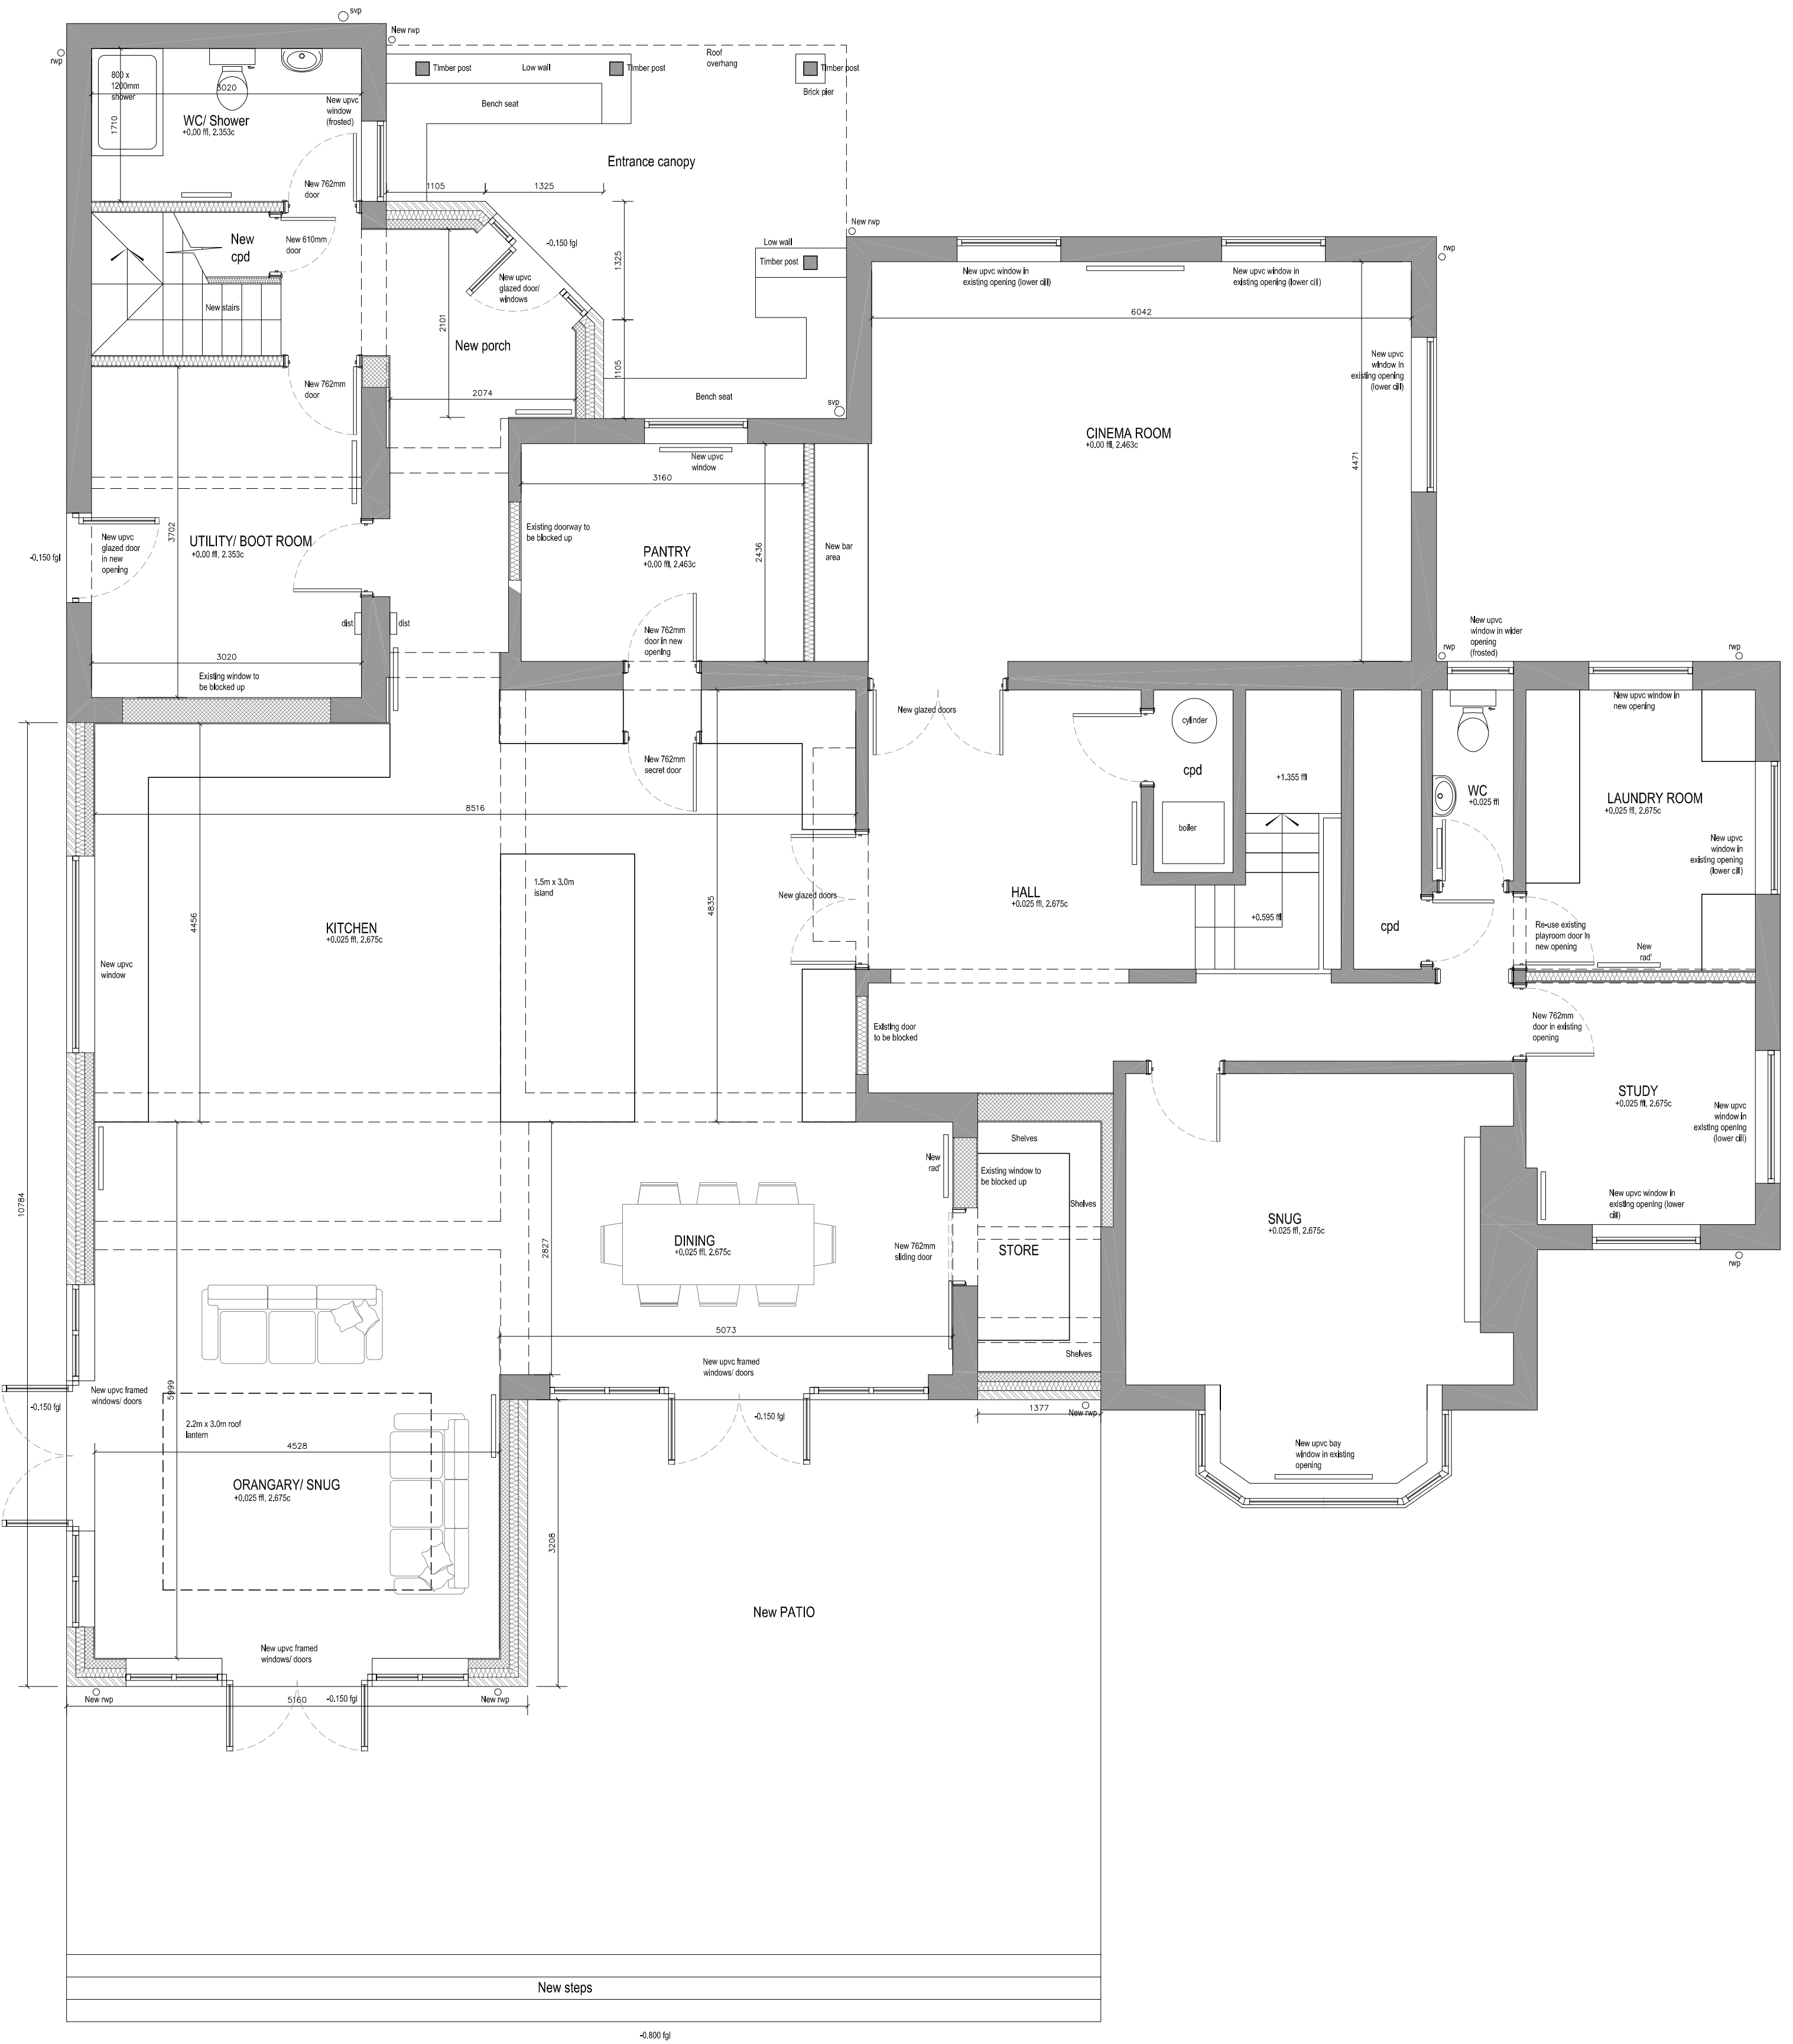 svp
New rwp
rwp
800 x
1200mm
shower
3020
1710
WC/ Shower
+0.00 ffl, 2.353c
New upvc
window
(frosted)
New 762mm
door
Timber post
Low wall
Timber post
Roof
overhang
Timber post
Brick pier
Bench seat
Entrance canopy
1105
1325
New
cpd
New 610mm
door
New stairs
-0.150 fgl
New upvc
glazed door/
windows
1325
2101
New porch
1105
2074
New 762mm
door
New rwp
Low wall
Timber post
Bench seat
svp
rwp
New upvc window in
existing opening (lower cill)
New upvc window in
existing opening (lower cill)
6042
New upvc
window in
existing opening
(lower cill)
CINEMA ROOM
+0.00 ffl, 2.463c
4471
New upvc
window
3160
Existing doorway to
be blocked up
PANTRY
+0.00 ffl, 2.463c
2436
New bar
area
New 762mm
door in new
opening
3702
UTILITY/ BOOT ROOM
+0.00 ffl, 2.353c
New upvc
glazed door
in new
opening
-0.150 fgl
dist
dist
3020
Existing window to
be blocked up
New upvc
window in wider
opening
(frosted)
rwp
rwp
New glazed doors
cylinder
cpd
boiler
+1.355 ffl
+0.595 ffl
New 762mm
secret door
8516
1.5m x 3.0m
island
4456
4835
KITCHEN
+0.025 ffl, 2.675c
New upvc
window
New glazed doors
HALL
+0.025 ffl, 2.675c
cpd
WC
+0.025 ffl
New upvc window in
new opening
LAUNDRY ROOM
+0.025 ffl, 2.675c
New upvc
window in
existing opening
(lower cill)
Re-use existing
playroom door in
new opening
New
rad'
Existing door
to be blocked
New 762mm
door in existing
opening
STUDY
+0.025 ffl, 2.675c
New upvc
window in
existing opening
(lower cill)
New upvc window in
existing opening (lower
cill)
rwp
10784
New
rad'
Shelves
Existing window to
be blocked up
Shelves
STORE
Shelves
New 762mm
sliding door
DINING
+0.025 ffl, 2.675c
2827
5073
SNUG
+0.025 ffl, 2.675c
New upvc framed
windows/ doors
-0.150 fgl
1377
New rwp
New upvc bay
window in existing
opening
New upvc framed
windows/ doors
-0.150 fgl
5999
2.2m x 3.0m roof
lantern
4528
ORANGARY/ SNUG
+0.025 ffl, 2.675c
3208
New PATIO
New upvc framed
windows/ doors
New rwp
5160
-0.150 fgl
New rwp
New steps
-0.800 fgl